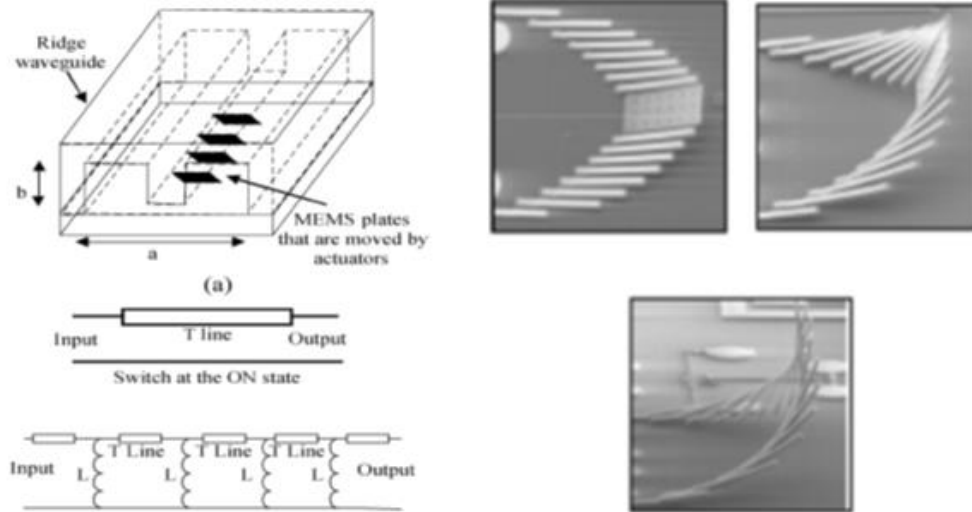 Ridge
waveguide
b
a
MEMS plates
that are moved by
actuators
(a)
Input
T line
Output
Switch at the ON state
T Line
T Line
T Line
Input
L
L
L
L
Output